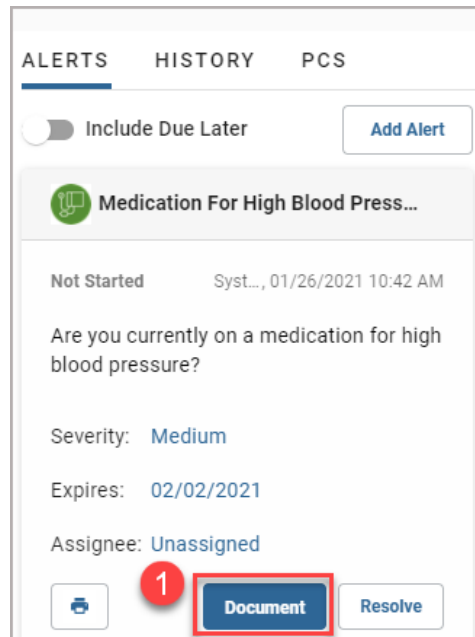 ALERTS HISTORY PCS
Include Due Later Add Alert
Medication For High Blood Press...
Not Started Syst..., 01/26/2021 10:42 AM
Are you currently on a medication for high
blood pressure?
Severity: Medium
Expires: 02/02/2021
Assignee: Unassigned
1 Document Resolve